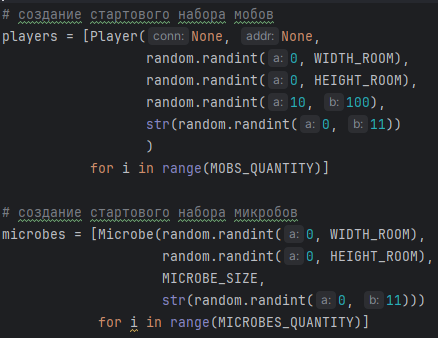 # создание стартового набора мобов
players = [Player( conn: None, addr: None,
random.randint( a: 0, WIDTH_ROOM),
random.randint( a: 0, HEIGHT_ROOM),
random.randint( a: 10, b: 100),
str(random.randint( a: 0, b: 11))
)
for i in range(MOBS_QUANTITY)]
# создание стартового набора микробов
microbes = [Microbe(random.randint( a: 0, WIDTH_ROOM),
random.randint( a: 0, HEIGHT_ROOM),
MICROBE_SIZE,
str(random.randint( a: 0, b: 11)))
for i in range(MICROBES_QUANTITY)]